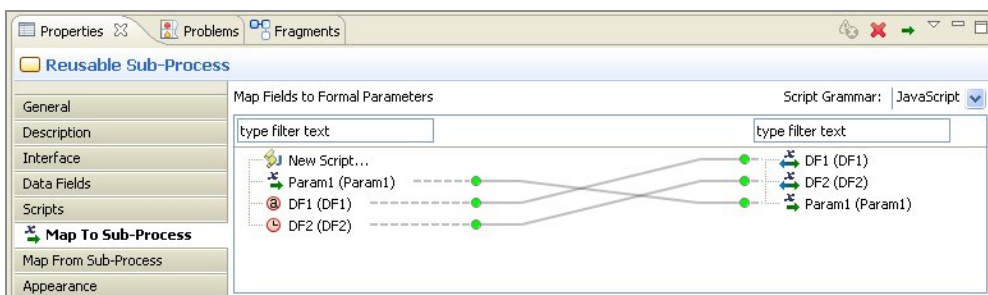 Properties Problems Fragments
Reusable Sub-Process
General
Description
Interface
Data Fields
Scripts
Map To Sub-Process
Map From Sub-Process
Appearance
Map Fields to Formal Parameters Script Grammar: JavaScript
type filter text type filter text
New Script... DF1 (DF1)
Param1 (Param1) DF2 (DF2)
DF1 (DF1) Param1 (Param1)
DF2 (DF2)